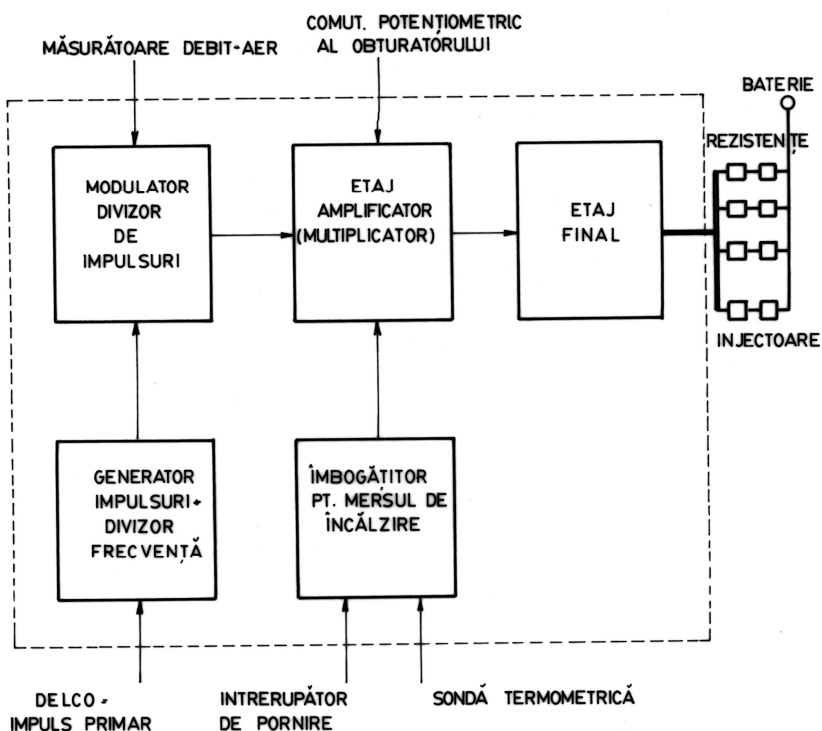 COMUT. POTENȚIOMETRIC
AL OBTURATÓRULUI
MĂSURĂTOARE DEBIT-AER
BATERIE
REZISTENȚE
MODULATOR
DIVIZOR
DE
IMPULSURI
ETAJ
AMPLIFICATOR
(MULTIPLICATOR)
ETAJ
FINAL
INJECTOARE
GENERATOR
IMPULSURI+
DIVIZOR
FRECVENȚĂ
ÎMBOGĂȚITOR
PT. MERSUL DE
ÎNCĂLZIRE
DELCO-
IMPULS PRIMAR
INTRERUPĂTOR
DE PORNIRE
SONDĂ TERMOMETRICĂ